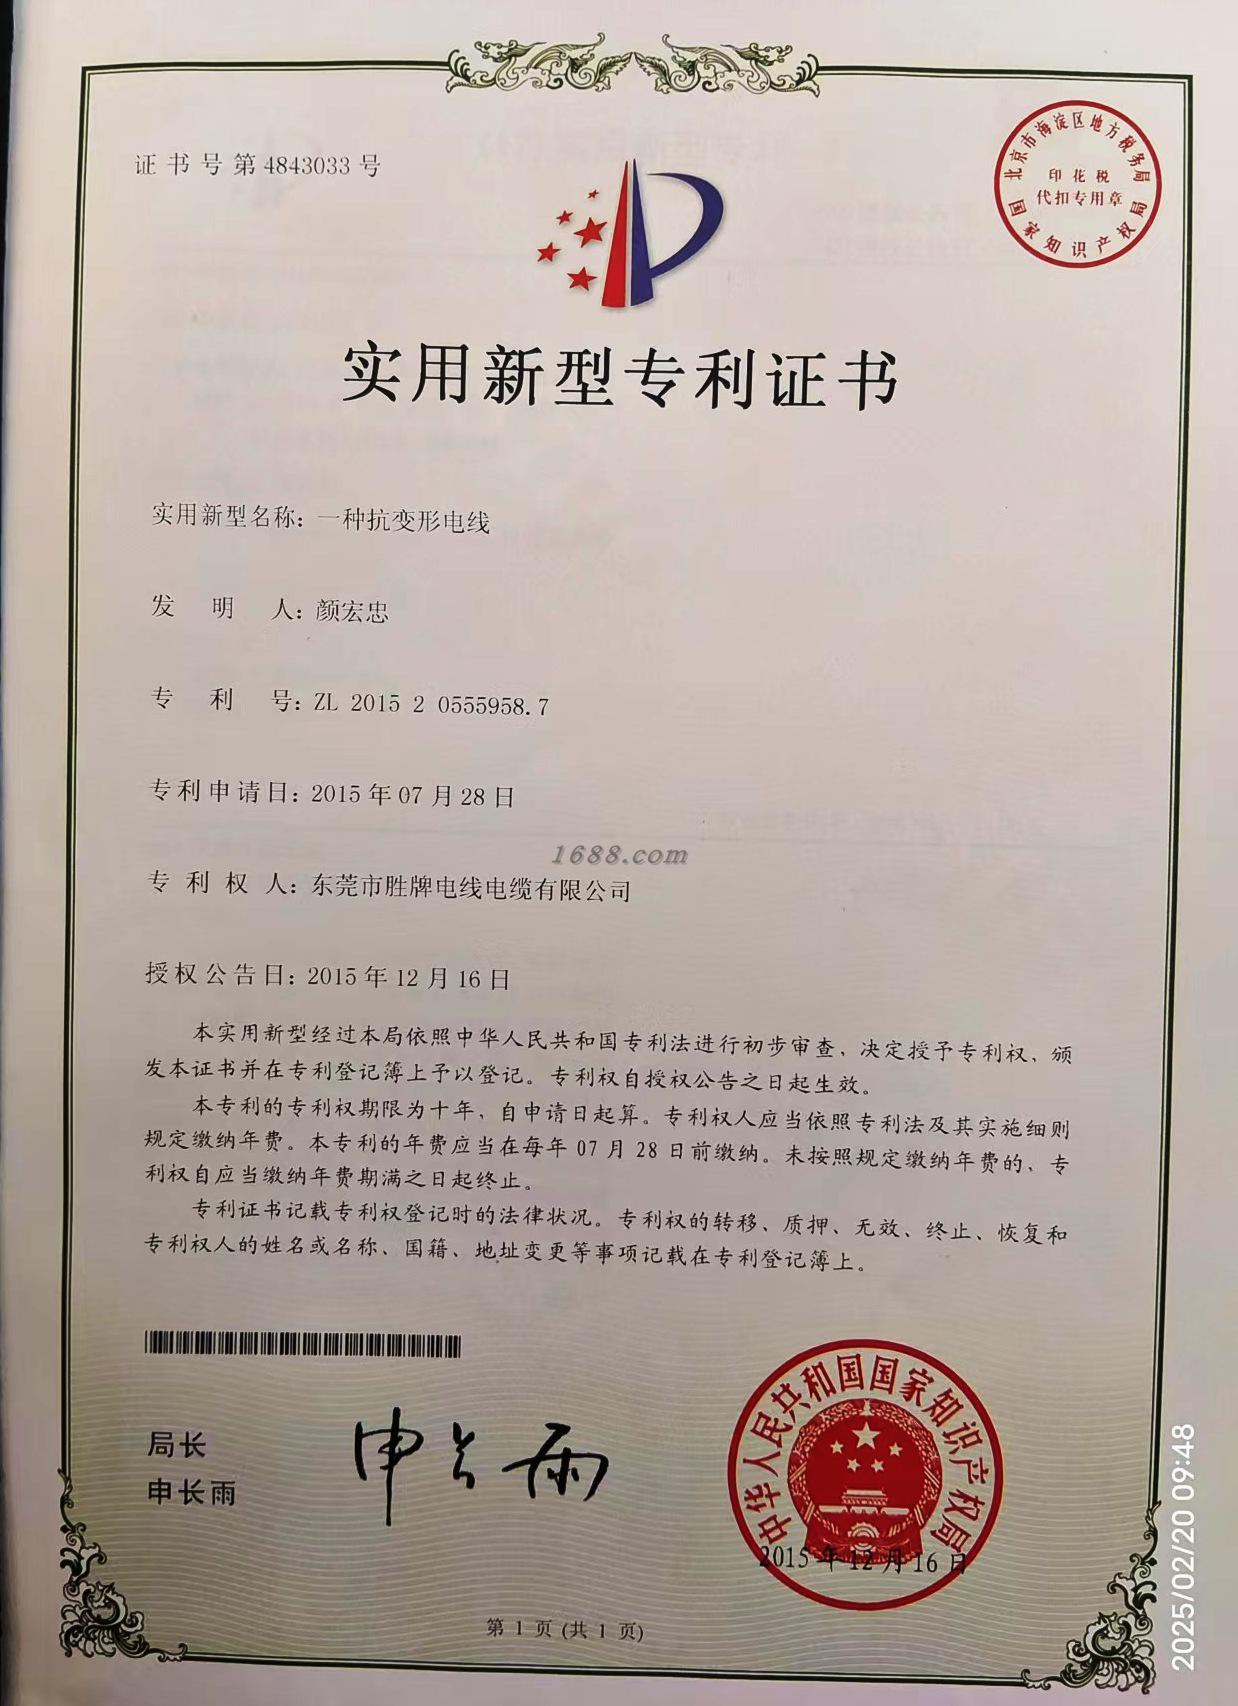 证书号第4843033号
北京市海淀区地方税务局
印花税
代扣专用章
国家知识产权局
实用新型专利证书
实用新型名称：一种抗变形电线
发明人：颜宏忠
专利号：ZL 2015 2 0555958.7
专利申请日：2015年07月28日
1688.com
专利权人：东莞市胜牌电线电缆有限公司
授权公告日：2015年12月16日
本实用新型经过本局依照中华人民共和国专利法进行初步审查，决定授予专利权，颁
发本证书并在专利登记簿上予以登记。专利权自授权公告之日起生效。
本专利的专利权期限为十年，自申请日起算。专利权人应当依照专利法及其实施细则
规定缴纳年费。本专利的年费应当在每年07月28日前缴纳。未按照规定缴纳年费的，专
利权自应当缴纳年费期满之日起终止。
专利证书记载专利权登记时的法律状况。专利权的转移、质押、无效、终止、恢复和
专利权人的姓名或名称、国籍、地址变更等事项记载在专利登记簿上。
局长
申长雨
申长雨
中华人民共和国国家知识产权局
2015年12月16日
第1页(共1页)
2025/02/20 09:48